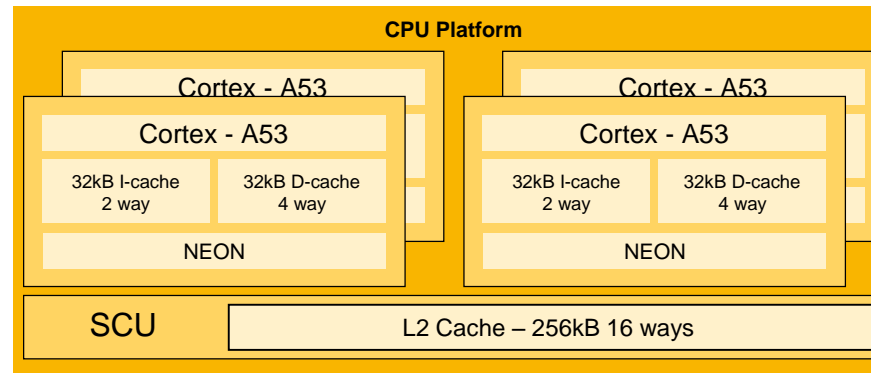 CPU Platform
Cortex - A53
Cortex - A53
Cortex - A53
32kB I-cache
2 way
32kB D-cache
4 way
NEON
Cortex - A53
32kB I-cache
2 way
32kB D-cache
4 way
NEON
SCU
L2 Cache – 256kB 16 ways